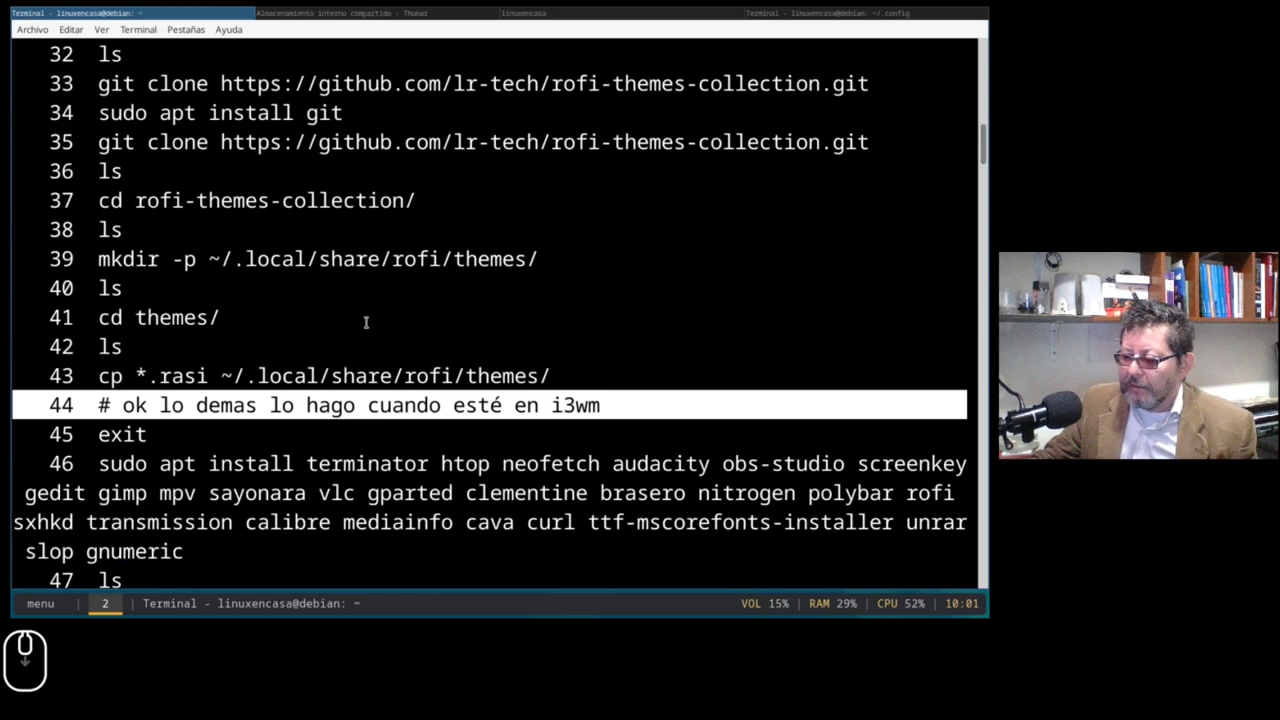 Terminal - linuxencasa@debian: ~
Almacenamiento interno compartido - Thunar
linuxencasa
Terminal - linuxencasa@debian: ~/.config
Archivo Editar Ver Terminal Pestañas Ayuda
32 ls
33 git clone https://github.com/lr-tech/rofi-themes-collection.git
34 sudo apt install git
35 git clone https://github.com/lr-tech/rofi-themes-collection.git
36 ls
37 cd rofi-themes-collection/
38 ls
39 mkdir -p ~/.local/share/rofi/themes/
40 ls
41 cd themes/
42 ls
43 cp *.rasi ~/.local/share/rofi/themes/
44 # ok lo demas lo hago cuando esté en i3wm
45 exit
46 sudo apt install terminator htop neofetch audacity obs-studio screenkey
gedit gimp mpv sayonara vlc gparted clementine brasero nitrogen polybar rofi
sxhkd transmission calibre mediainfo cava curl ttf-mscorefonts-installer unrar
slop gnumeric
47 ls
menu | 2 | Terminal - linuxencasa@debian: ~
VOL 15% | RAM 29% | CPU 52% | 10:01